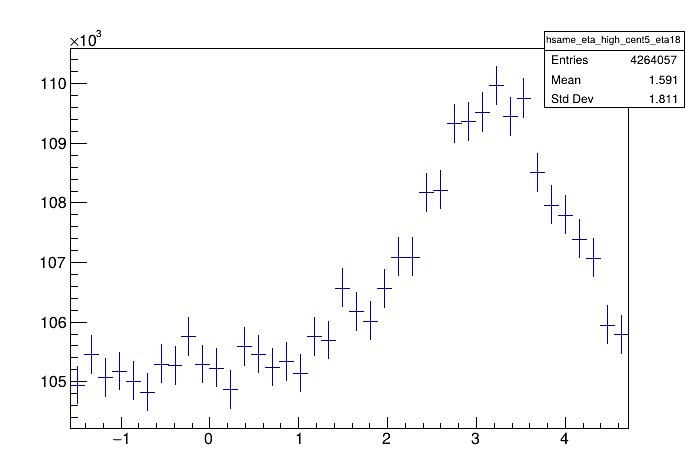 ×10³
hsame_eta_high_cent5_eta18
Entries 4264057
Mean 1.591
Std Dev 1.811
110
109
108
107
106
105
−1 0 1 2 3 4